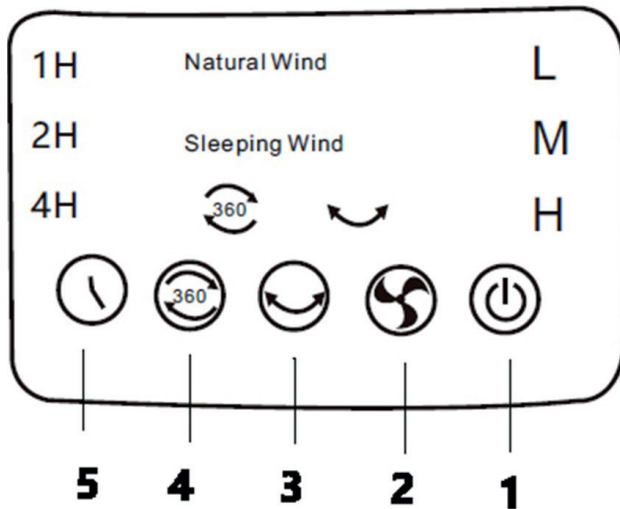 1H Natural Wind L
2H Sleeping Wind M
4H 360 H
360
5 4 3 2 1